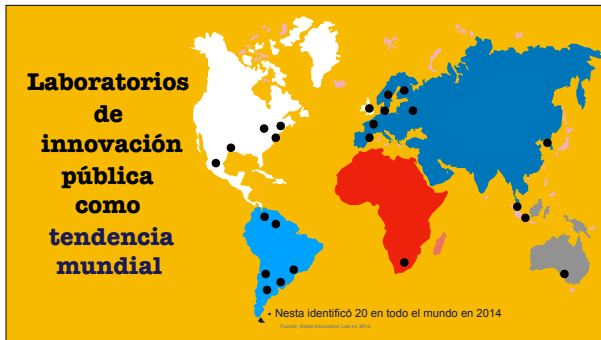 Laboratorios
de
innovación
pública
como
tendencia
mundial
• Nesta identificó 20 en todo el mundo en 2014
Fuente: Nesta Innovation Lab en 2014.